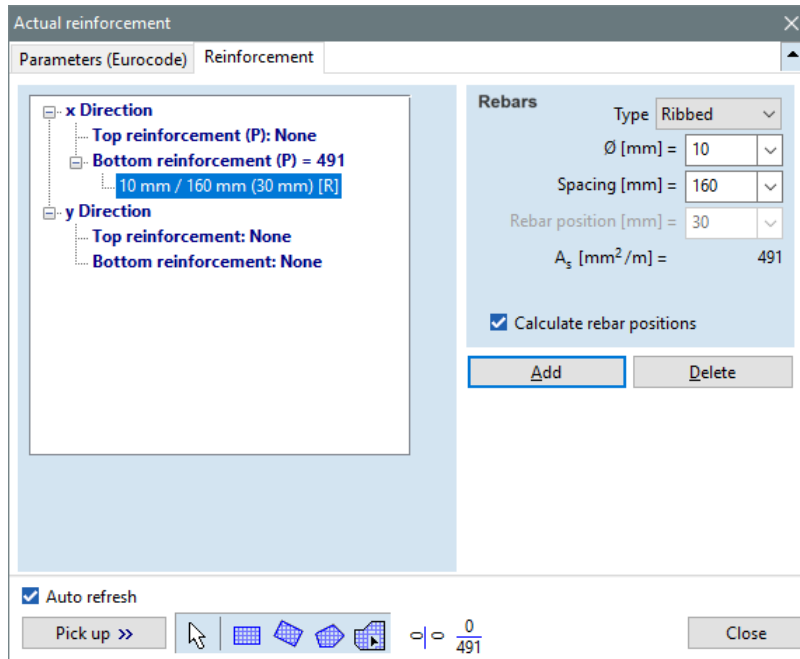 Actual reinforcement
Parameters (Eurocode) Reinforcement
x Direction
Top reinforcement (P): None
Bottom reinforcement (P) = 491
10 mm / 160 mm (30 mm) [R]
y Direction
Top reinforcement: None
Bottom reinforcement: None
Rebars
Type Ribbed
Ø [mm] = 10
Spacing [mm] = 160
Rebar position [mm] = 30
As [mm²/m] = 491
Calculate rebar positions
Add Delete
Auto refresh
Pick up >> 0
491
Close